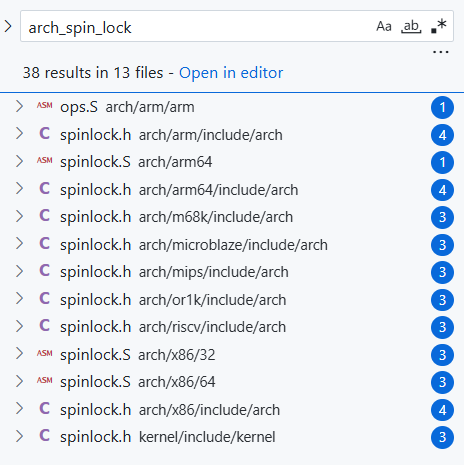 arch_spin_lock Aa ab .*
...
38 results in 13 files - Open in editor
ASM ops.S arch/arm/arm 1
C spinlock.h arch/arm/include/arch 4
ASM spinlock.S arch/arm64 1
C spinlock.h arch/arm64/include/arch 4
C spinlock.h arch/m68k/include/arch 3
C spinlock.h arch/microblaze/include/arch 3
C spinlock.h arch/mips/include/arch 3
C spinlock.h arch/or1k/include/arch 3
C spinlock.h arch/riscv/include/arch 3
ASM spinlock.S arch/x86/32 3
ASM spinlock.S arch/x86/64 3
C spinlock.h arch/x86/include/arch 4
C spinlock.h kernel/include/kernel 3